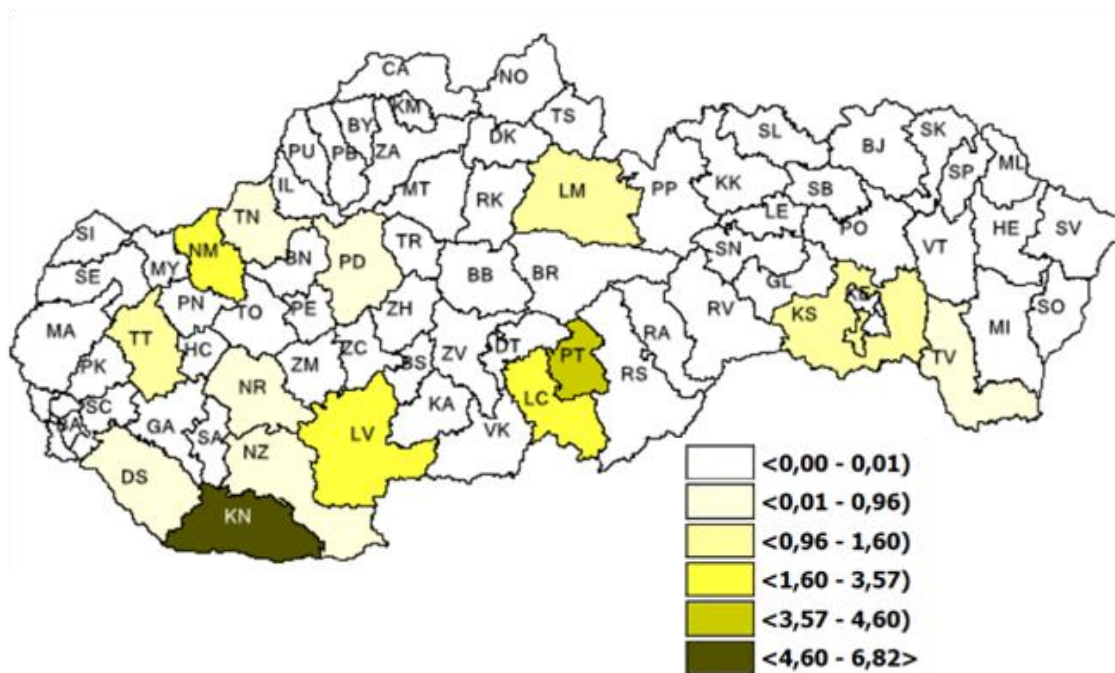 CA
NO
KM
TS
BY
DK
SL
SK
PU
PB
ZA
BJ
ML
SP
IL
MT
RK
LM
PP
KK
SB
TN
LE
PO
HE
SV
SI
NM
TR
SN
VT
MY
BN
PD
BB
BR
SE
GL
PN
TO
PE
ZH
KS
SO
MA
TT
RV
MI
HC
ZM
ZC
BS
ZV
DT
PT
RA
TV
PK
NR
RS
SC
KA
LC
BA
GA
SA
LV
VK
NZ
DS
KN
<0,00 - 0,01)
<0,01 - 0,96)
<0,96 - 1,60)
<1,60 - 3,57)
<3,57 - 4,60)
<4,60 - 6,82>